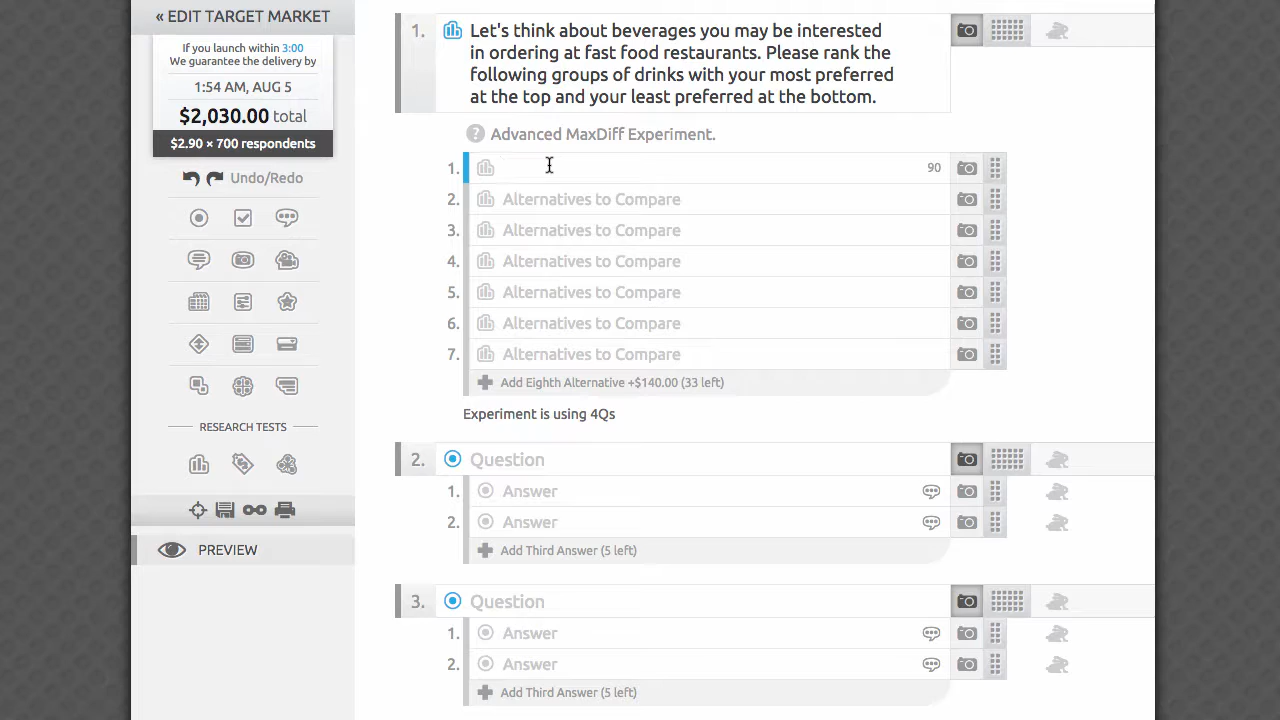 « EDIT TARGET MARKET
If you launch within 3:00
We guarantee the delivery by
1:54 AM, AUG 5
$2,030.00 total
$2.90 × 700 respondents
Undo/Redo
RESEARCH TESTS
PREVIEW
1. Let's think about beverages you may be interested
in ordering at fast food restaurants. Please rank the
following groups of drinks with your most preferred
at the top and your least preferred at the bottom.
? Advanced MaxDiff Experiment.
1. 90
2. Alternatives to Compare
3. Alternatives to Compare
4. Alternatives to Compare
5. Alternatives to Compare
6. Alternatives to Compare
7. Alternatives to Compare
Add Eighth Alternative +$140.00 (33 left)
Experiment is using 4Qs
2. Question
1. Answer
2. Answer
Add Third Answer (5 left)
3. Question
1. Answer
2. Answer
Add Third Answer (5 left)